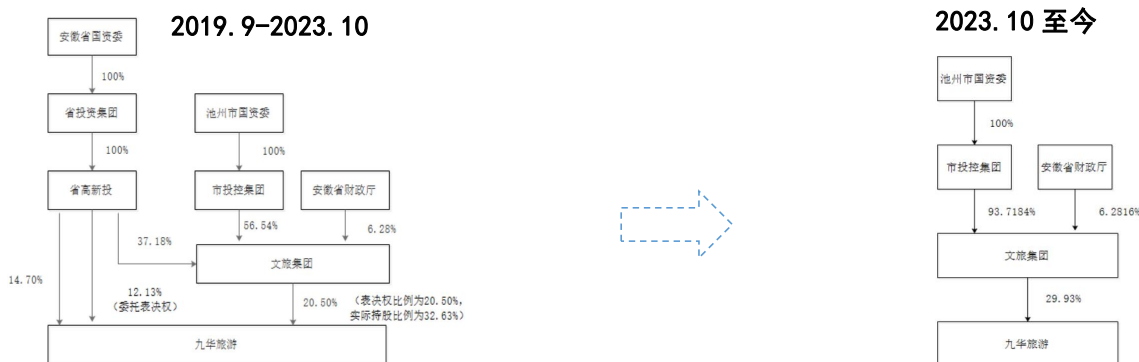 2019.9-2023.10
安徽省国资委
100%
省投资集团
池州市国资委
100%
100%
省高新投
市投控集团
安徽省财政厅
56.54%
6.28%
37.18%
文旅集团
14.70%
12.13%
(委托表决权)
20.50%
(表决权比例为20.50%,
实际持股比例为32.63%)
九华旅游
2023.10 至今
池州市国资委
100%
市投控集团
安徽省财政厅
93.7184%
6.2816%
文旅集团
29.93%
九华旅游